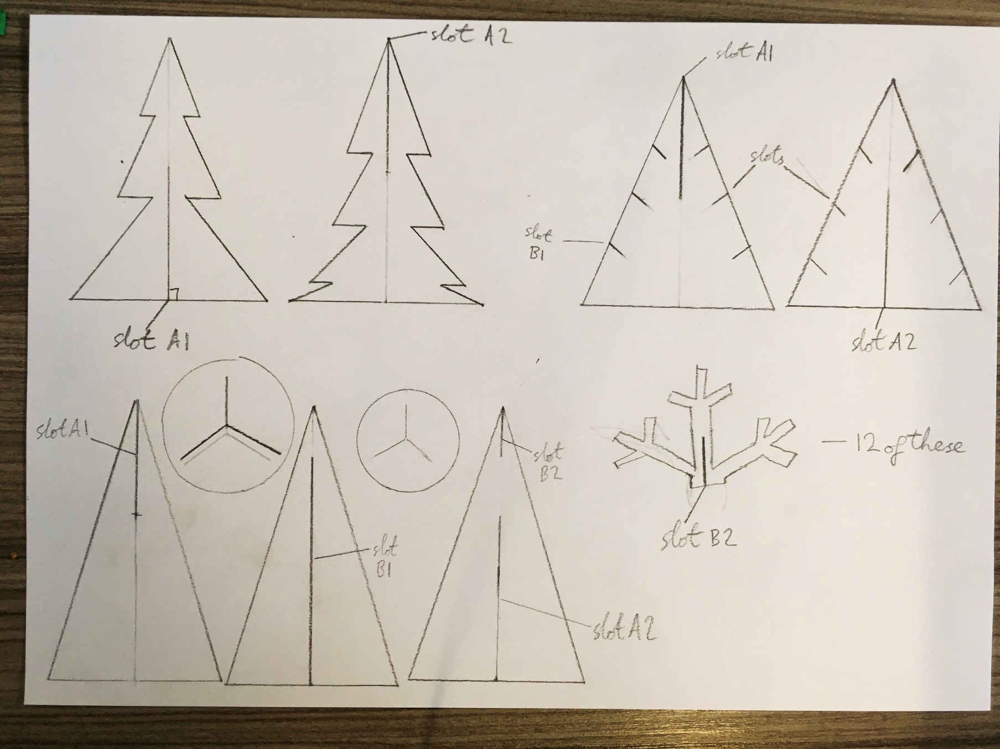 slot A2
slot A1
slots
slot
B1
slot A1
slot A2
slot A1
slot
B2
12 of these
slot
B1
slot B2
slot A2